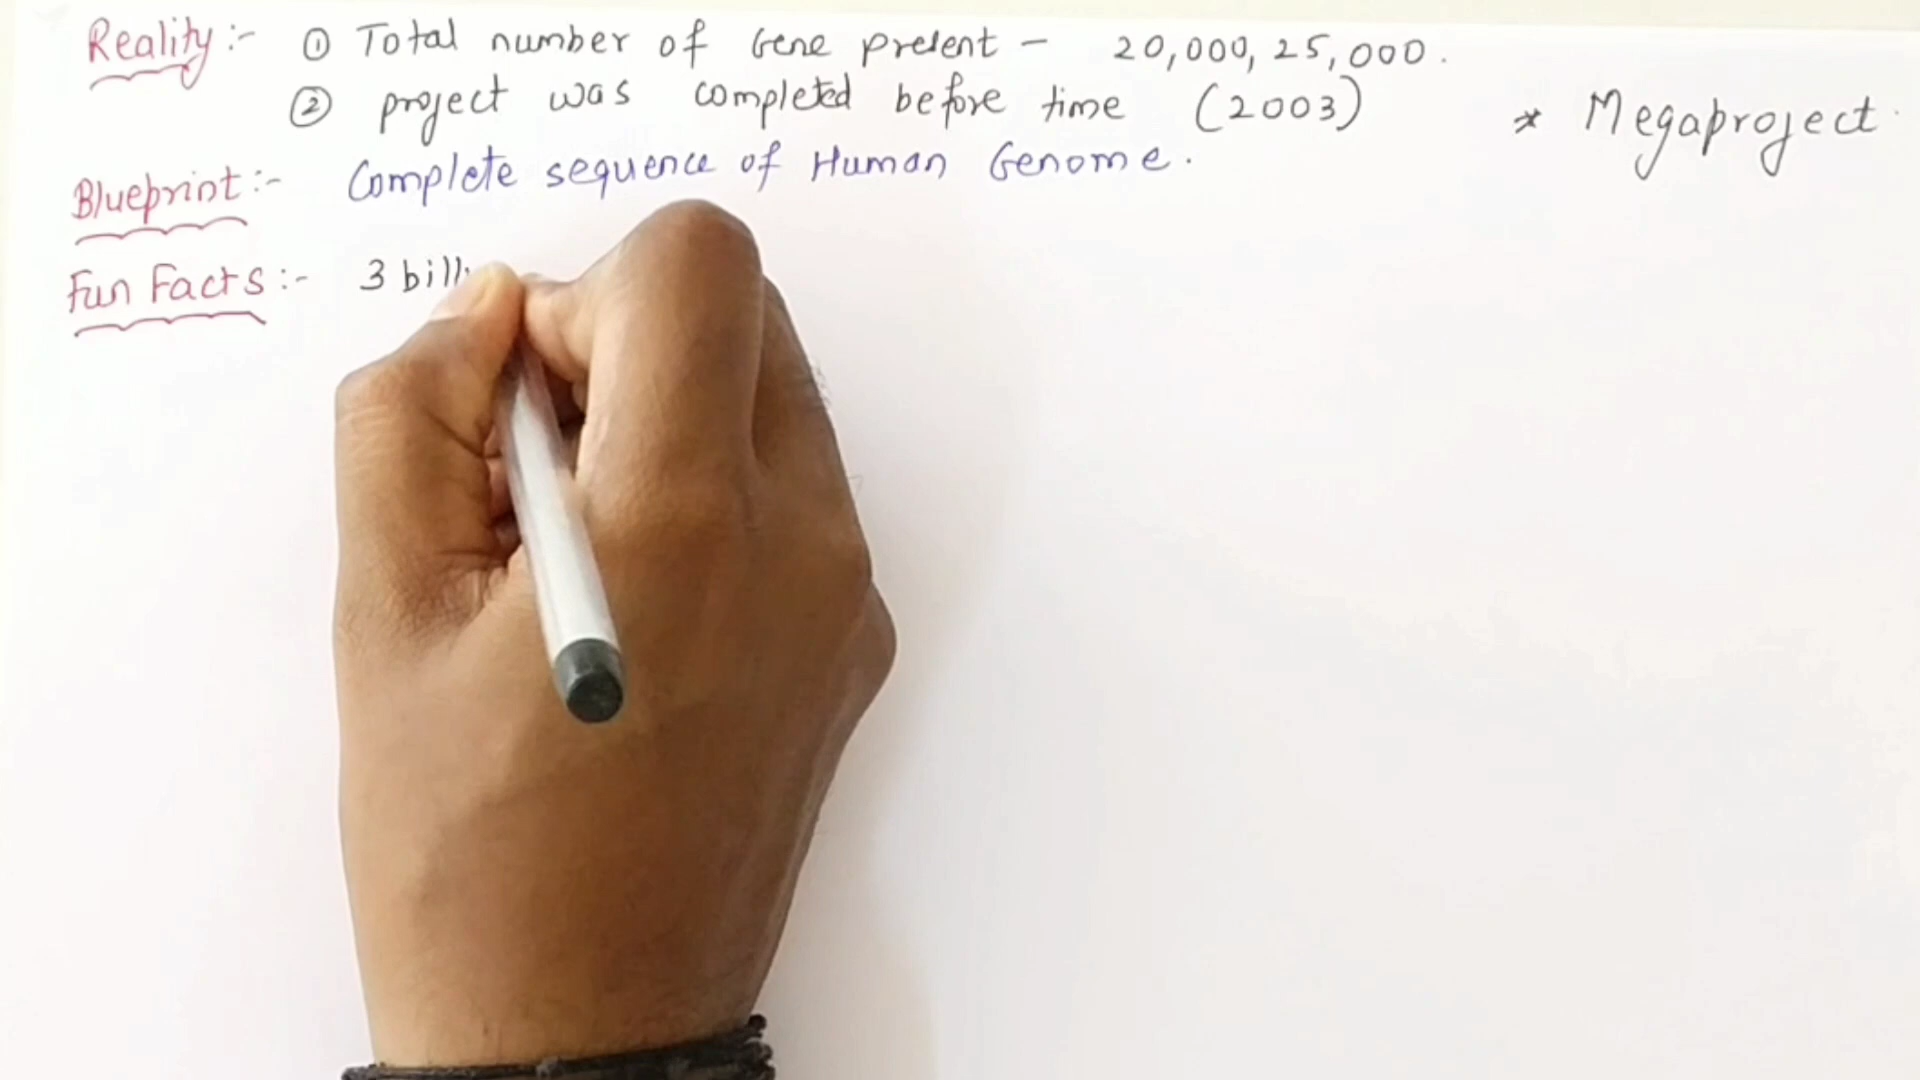 Reality :- ① Total number of Gene present - 20,000, 25,000.
② project was completed before time (2003)
* Megaproject.
Blueprint :- Complete sequence of Human Genome.
Fun Facts :- 3 bill